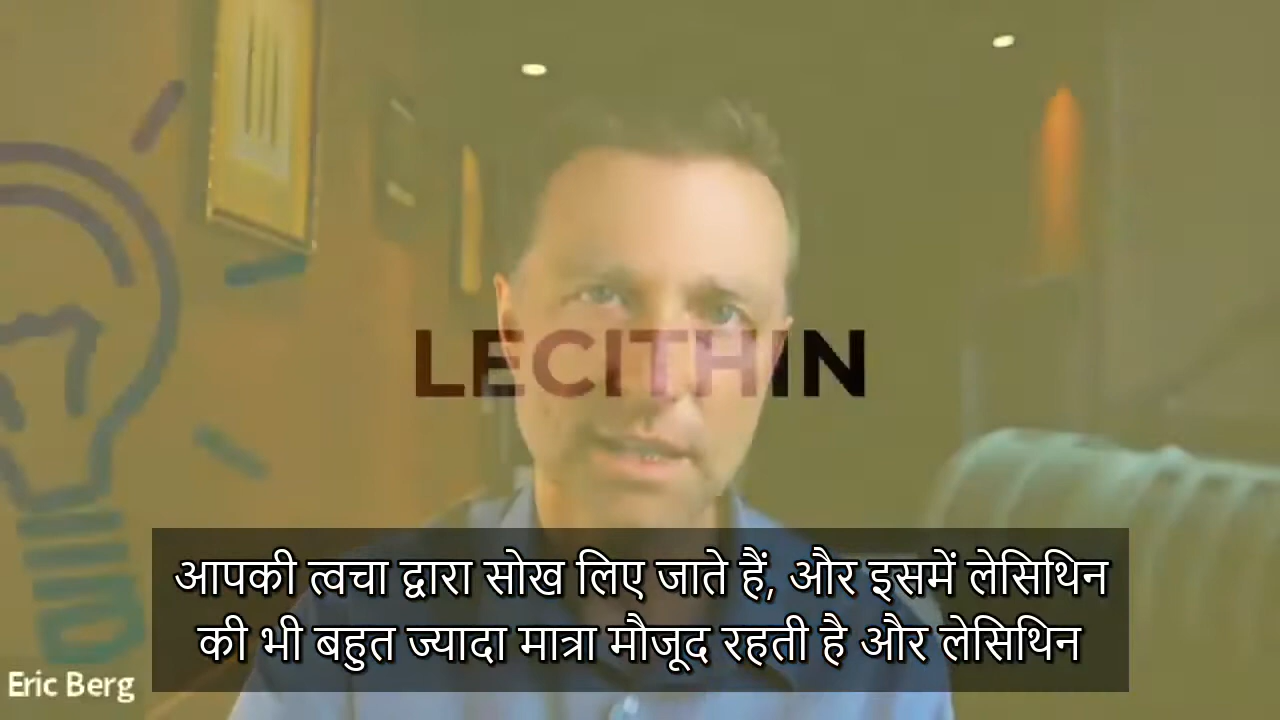 LECITHIN
आपकी त्वचा द्वारा सोख लिए जाते हैं, और इसमें लेसिथिन
की भी बहुत ज्यादा मात्रा मौजूद रहती है और लेसिथिन
Eric Berg